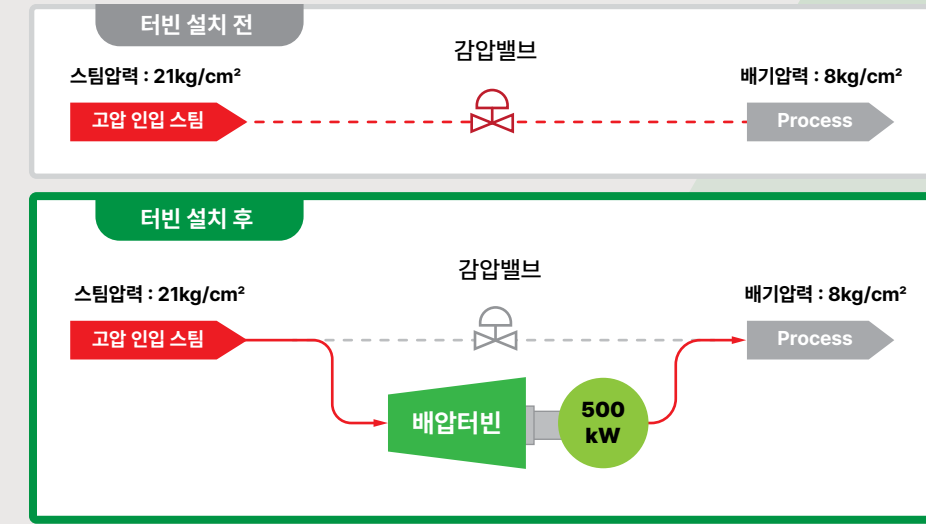 터빈 설치 전
감압밸브
스팀압력 : 21kg/cm²
배기압력 : 8kg/cm²
고압 인입 스팀
Process
터빈 설치 후
감압밸브
스팀압력 : 21kg/cm²
배기압력 : 8kg/cm²
고압 인입 스팀
Process
배압터빈
500
kW